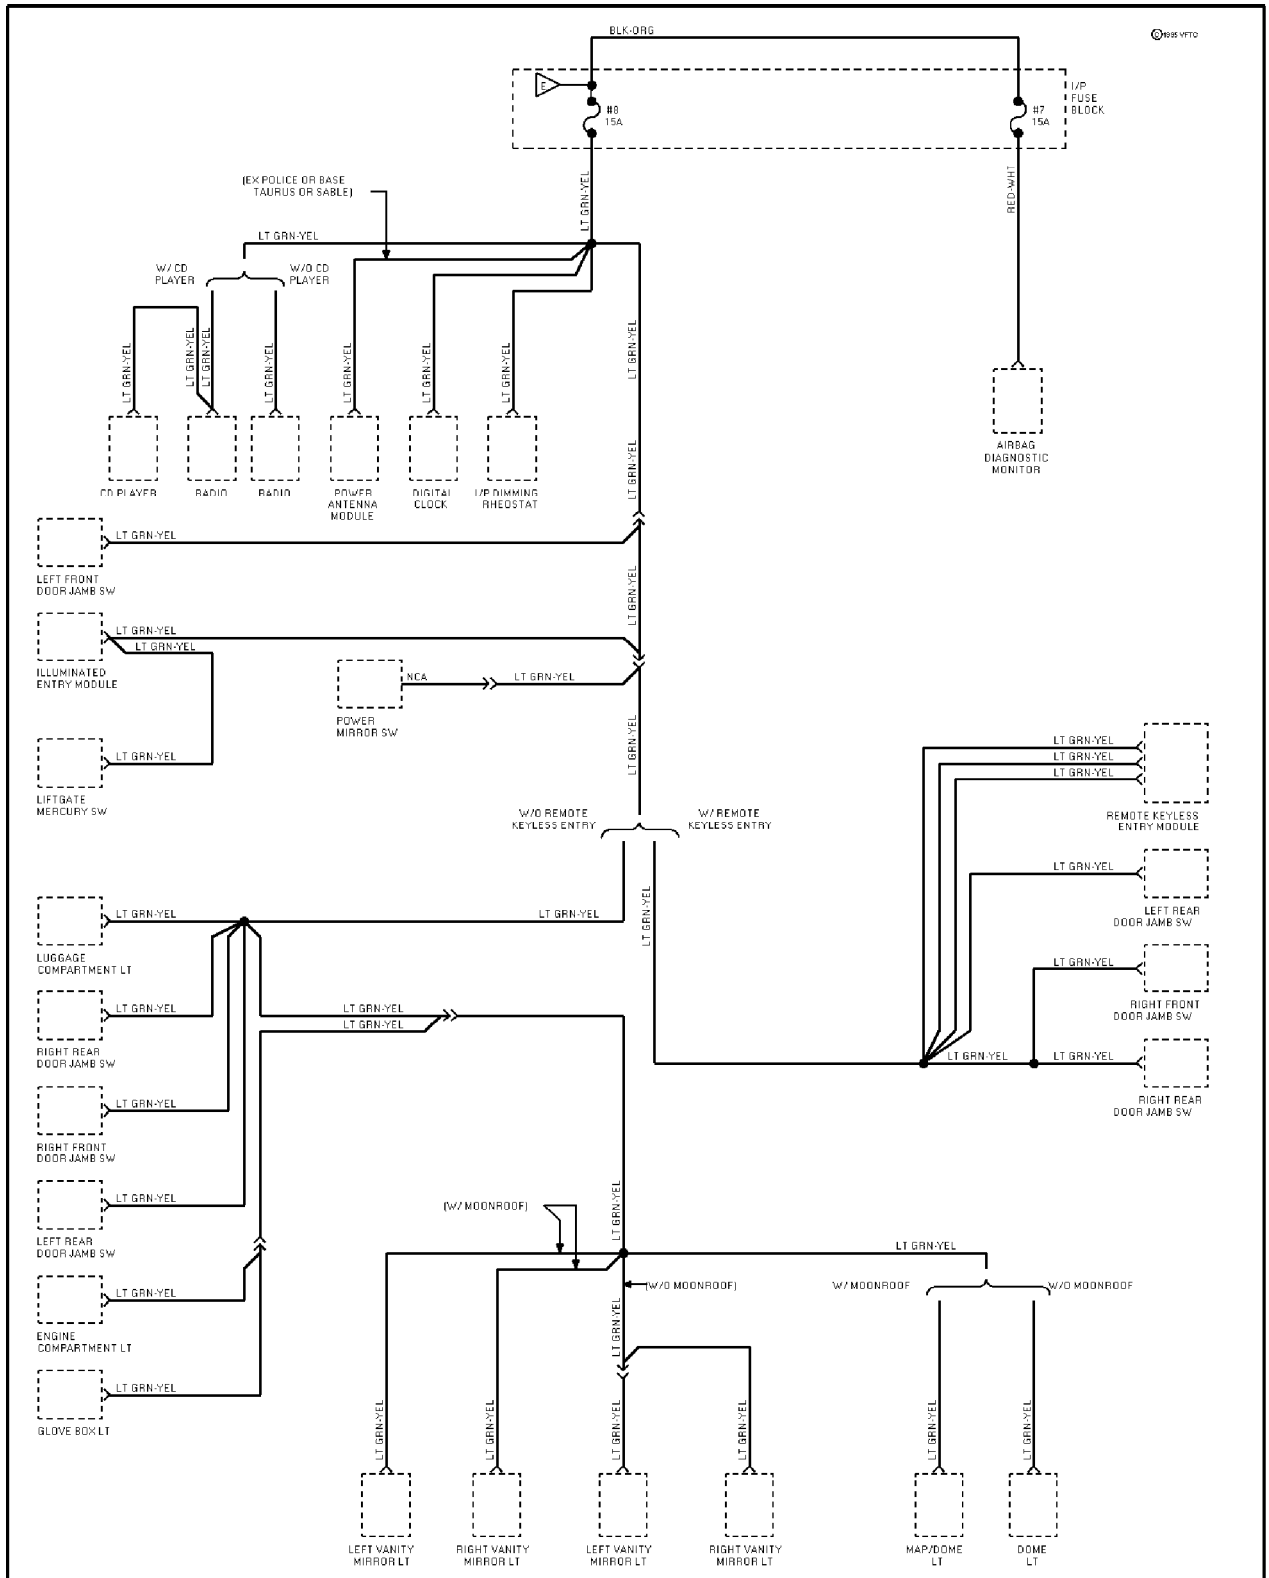 BLK-ORG
©1995 VFTC
E
#8
15A
#7
15A
I/P
FUSE
BLOCK
(EX POLICE OR BASE
TAURUS OR SABLE)
LT GRN-YEL
RED-WHT
LT GRN-YEL
W/ CD
PLAYER
W/O CD
PLAYER
LT GRN-YEL
LT GRN-YEL
LT GRN-YEL
LT GRN-YEL
LT GRN-YEL
LT GRN-YEL
LT GRN-YEL
LT GRN-YEL
LT GRN-YEL
CD PLAYER
RADIO
RADIO
POWER
ANTENNA
MODULE
DIGITAL
CLOCK
I/P DIMMING
RHEOSTAT
AIRBAG
DIAGNOSTIC
MONITOR
LT GRN-YEL
LEFT FRONT
DOOR JAMB SW
LT GRN-YEL
LT GRN-YEL
LT GRN-YEL
ILLUMINATED
ENTRY MODULE
NCA
LT GRN-YEL
POWER
MIRROR SW
LT GRN-YEL
LT GRN-YEL
LIFTGATE
MERCURY SW
W/O REMOTE
KEYLESS ENTRY
W/ REMOTE
KEYLESS ENTRY
LT GRN-YEL
LT GRN-YEL
LT GRN-YEL
REMOTE KEYLESS
ENTRY MODULE
LT GRN-YEL
LEFT REAR
DOOR JAMB SW
LT GRN-YEL
LT GRN-YEL
LT GRN-YEL
LUGGAGE
COMPARTMENT LT
LT GRN-YEL
RIGHT FRONT
DOOR JAMB SW
LT GRN-YEL
LT GRN-YEL
LT GRN-YEL
RIGHT REAR
DOOR JAMB SW
LT GRN-YEL
LT GRN-YEL
RIGHT REAR
DOOR JAMB SW
LT GRN-YEL
RIGHT FRONT
DOOR JAMB SW
LT GRN-YEL
LEFT REAR
DOOR JAMB SW
(W/ MOONROOF)
LT GRN-YEL
LT GRN-YEL
(W/O MOONROOF)
W/ MOONROOF
W/O MOONROOF
LT GRN-YEL
ENGINE
COMPARTMENT LT
LT GRN-YEL
LT GRN-YEL
GLOVE BOX LT
LT GRN-YEL
LT GRN-YEL
LT GRN-YEL
LT GRN-YEL
LT GRN-YEL
LT GRN-YEL
LEFT VANITY
MIRROR LT
RIGHT VANITY
MIRROR LT
LEFT VANITY
MIRROR LT
RIGHT VANITY
MIRROR LT
MAP/DOME
LT
DOME
LT